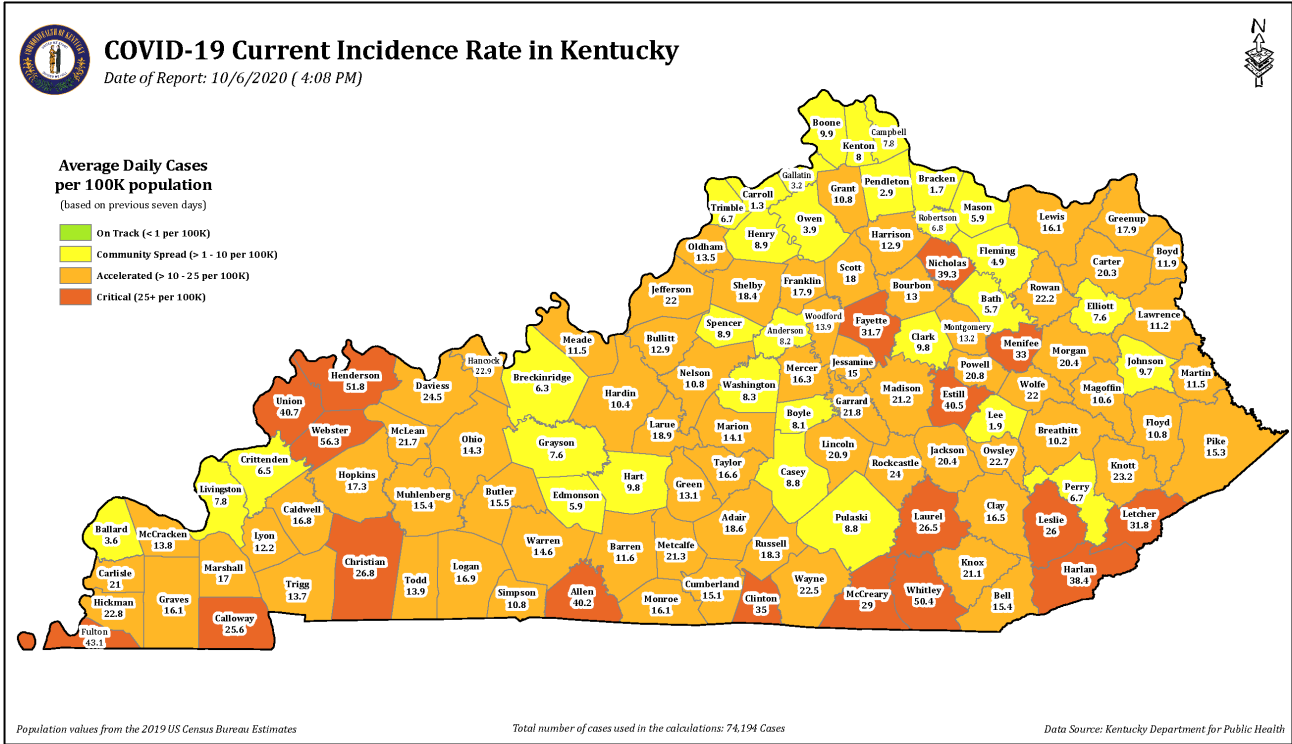 COVID-19 Current Incidence Rate in Kentucky
Date of Report: 10/6/2020 ( 4:08 PM)
N
Average Daily Cases
per 100K population
(based on previous seven days)
On Track (< 1 per 100K)
Community Spread (> 1 - 10 per 100K)
Accelerated (> 10 - 25 per 100K)
Critical (25+ per 100K)
Boone
9.9
Kenton
8
Campbell
7.8
Gallatin
3.2
Carroll
1.3
Trimble
6.7
Grant
10.8
Pendleton
2.9
Bracken
1.7
Mason
5.9
Robertson
6.8
Owen
3.9
Henry
8.9
Oldham
13.5
Harrison
12.9
Lewis
16.1
Greenup
17.9
Boyd
11.9
Fleming
4.9
Nicholas
39.3
Carter
20.3
Scott
18
Franklin
17.9
Shelby
18.4
Jefferson
22
Bourbon
13
Bath
5.7
Rowan
22.2
Elliott
7.6
Lawrence
11.2
Woodford
13.9
Fayette
31.7
Spencer
8.9
Anderson
8.2
Clark
9.8
Montgomery
13.2
Menifee
33
Morgan
20.4
Johnson
9.7
Martin
11.5
Meade
11.5
Bullitt
12.9
Hancock
22.9
Henderson
51.8
Daviess
24.5
Breckinridge
6.3
Nelson
10.8
Washington
8.3
Mercer
16.3
Jessamine
15
Madison
21.2
Powell
20.8
Estill
40.5
Wolfe
22
Magoffin
10.6
Union
40.7
Webster
56.3
McLean
21.7
Ohio
14.3
Hardin
10.4
Larue
18.9
Marion
14.1
Boyle
8.1
Garrard
21.8
Lee
1.9
Breathitt
10.2
Floyd
10.8
Pike
15.3
Crittenden
6.5
Livingston
7.8
Hopkins
17.3
Muhlenberg
15.4
Butler
15.5
Grayson
7.6
Edmonson
5.9
Hart
9.8
Green
13.1
Taylor
16.6
Casey
8.8
Lincoln
20.9
Rockcastle
24
Jackson
20.4
Owsley
22.7
Perry
6.7
Knott
23.2
Ballard
3.6
McCracken
13.8
Caldwell
16.8
Lyon
12.2
Christian
26.8
Warren
14.6
Barren
11.6
Metcalfe
21.3
Adair
18.6
Russell
18.3
Pulaski
8.8
Laurel
26.5
Clay
16.5
Leslie
26
Letcher
31.8
Harlan
38.4
Carlisle
21
Hickman
22.8
Graves
16.1
Marshall
17
Trigg
13.7
Todd
13.9
Logan
16.9
Simpson
10.8
Allen
40.2
Monroe
16.1
Cumberland
15.1
Clinton
35
Wayne
22.5
McCreary
29
Whitley
50.4
Knox
21.1
Bell
15.4
Fulton
43.1
Calloway
25.6
Population values from the 2019 US Census Bureau Estimates
Total number of cases used in the calculations: 74,194 Cases
Data Source: Kentucky Department for Public Health